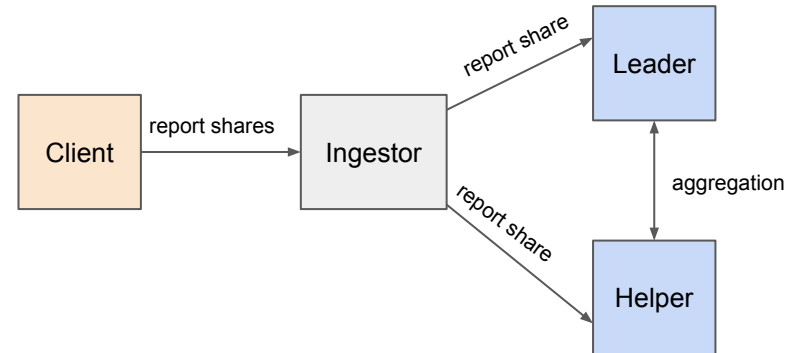 report share
Leader
report shares
Client
Ingestor
aggregation
report share
Helper